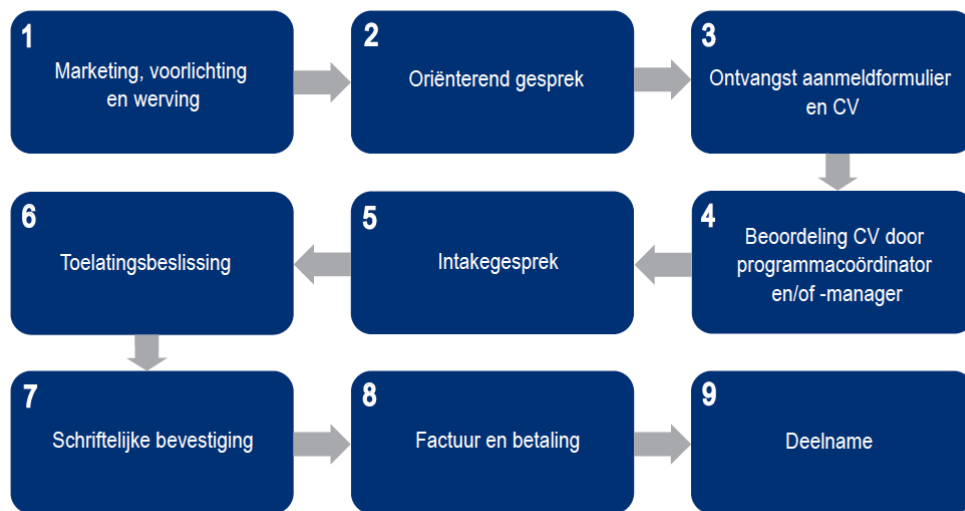 1
Marketing, voorlichting
en werving
2
Oriënterend gesprek
3
Ontvangst aanmeldformulier
en CV
4
Beoordeling CV door
programmacoördinator
en/of -manager
5
Intakegesprek
6
Toelatingsbeslissing
7
Schriftelijke bevestiging
8
Factuur en betaling
9
Deelname